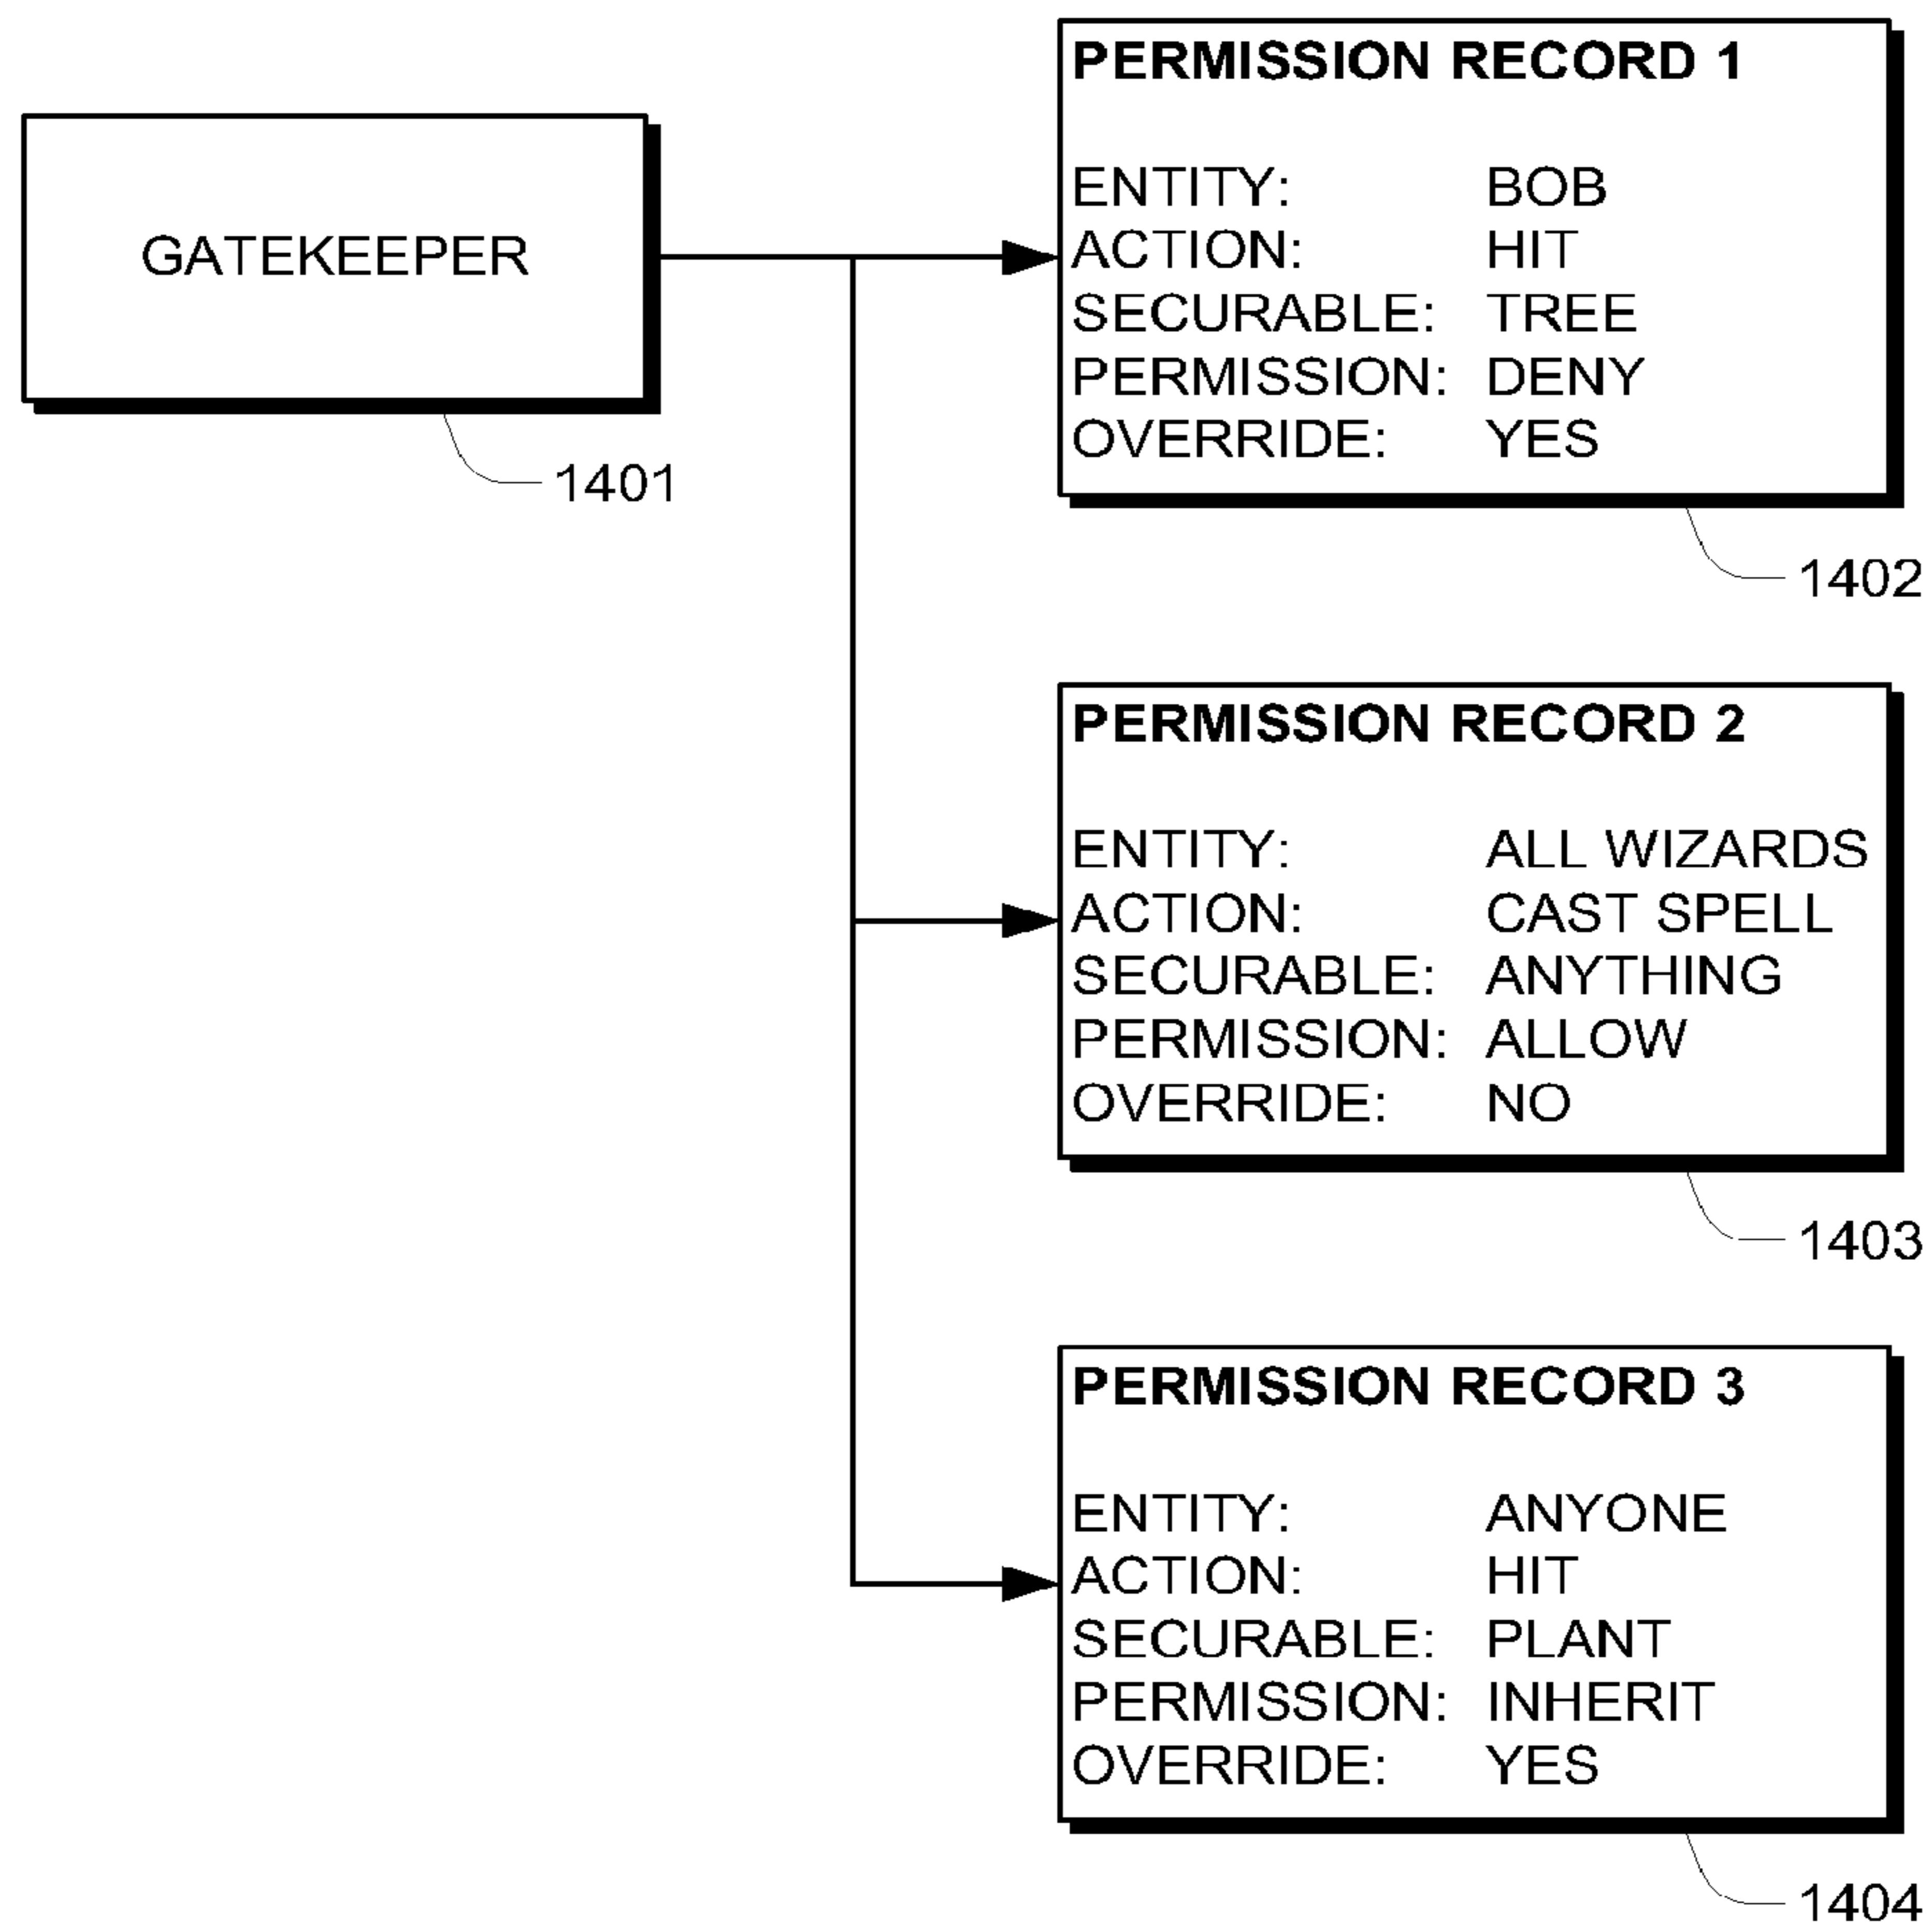 GATEKEEPER
1401
PERMISSION RECORD 1
ENTITY: BOB
ACTION: HIT
SECURABLE: TREE
PERMISSION: DENY
OVERRIDE: YES
1402
PERMISSION RECORD 2
ENTITY: ALL WIZARDS
ACTION: CAST SPELL
SECURABLE: ANYTHING
PERMISSION: ALLOW
OVERRIDE: NO
1403
PERMISSION RECORD 3
ENTITY: ANYONE
ACTION: HIT
SECURABLE: PLANT
PERMISSION: INHERIT
OVERRIDE: YES
1404